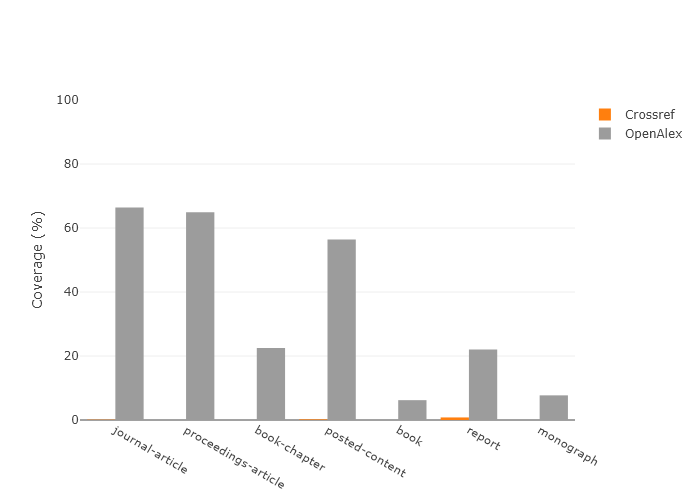 100
80
60
40
20
0
Coverage (%)
journal-article
proceedings-article
book-chapter
posted-content
book
report
monograph
Crossref
OpenAlex